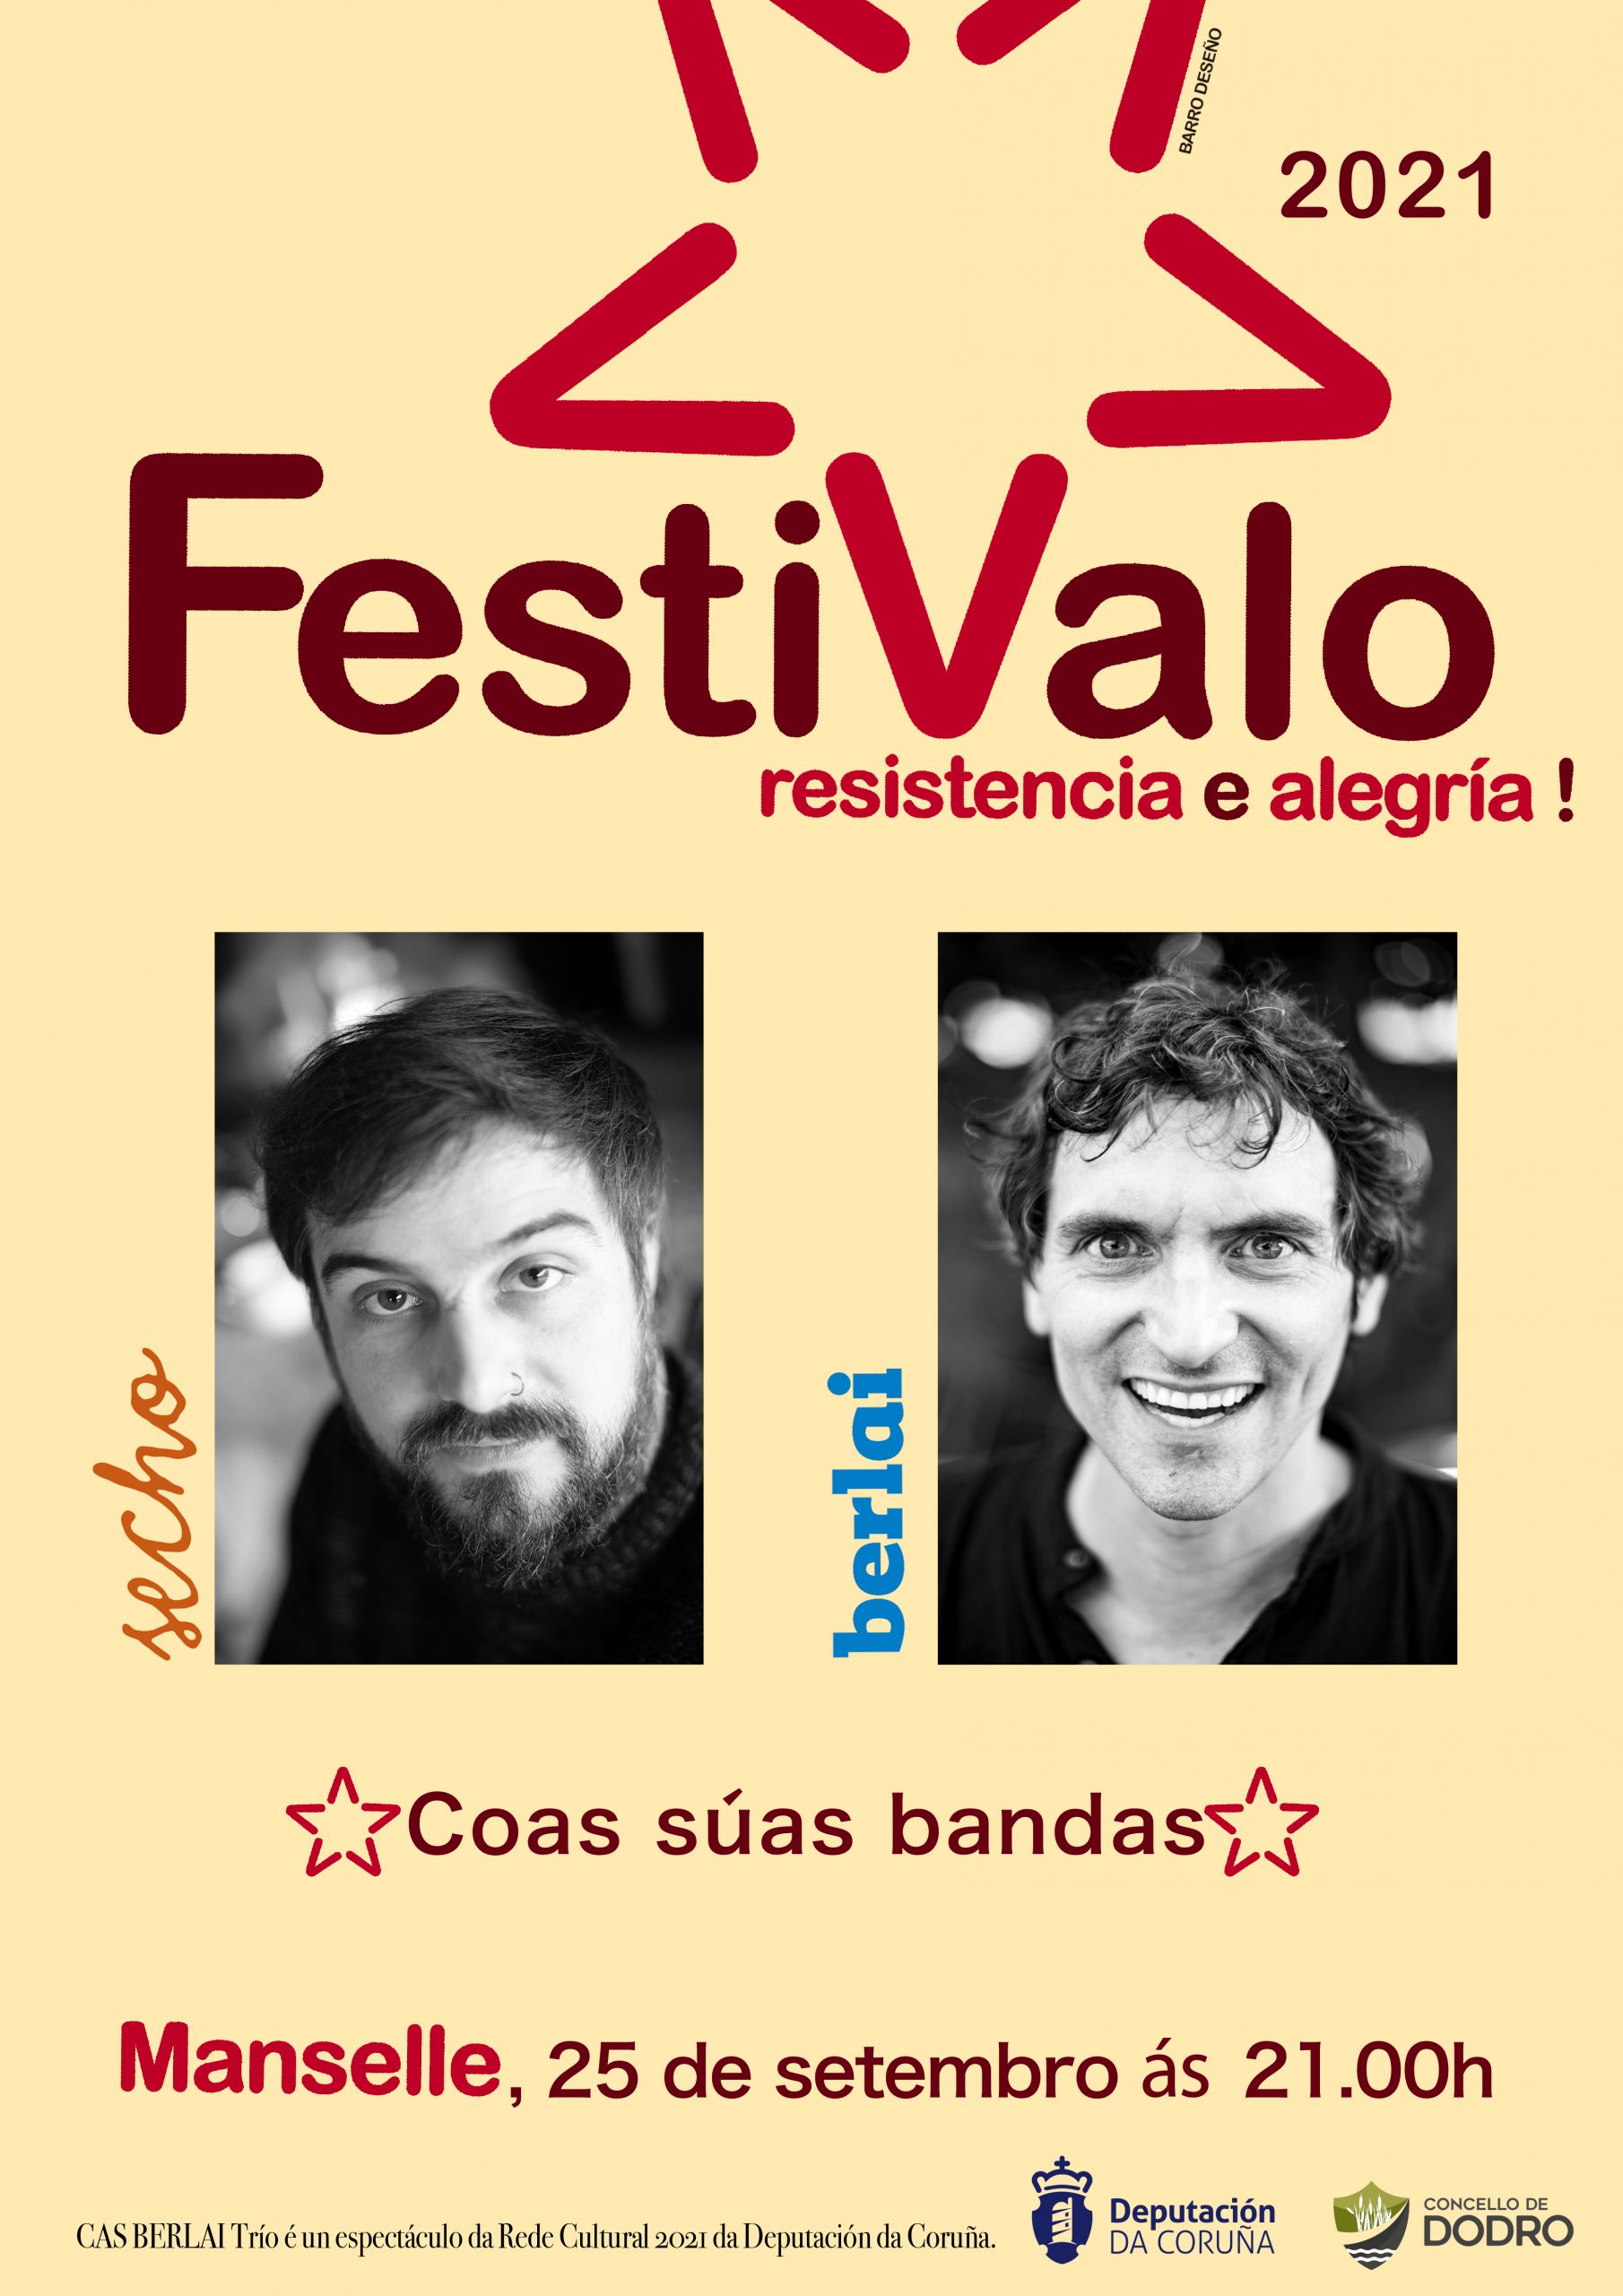 BARRO DESEÑO
2021
FestiValo
resistencia e alegría !
secho
berlai
Coas súas bandas
Manselle, 25 de setembro ás 21.00h
CAS BERLAI Trío é un espectáculo da Rede Cultural 2021 da Deputación da Coruña.
Deputación
DA CORUÑA
CONCELLO DE
DODRO